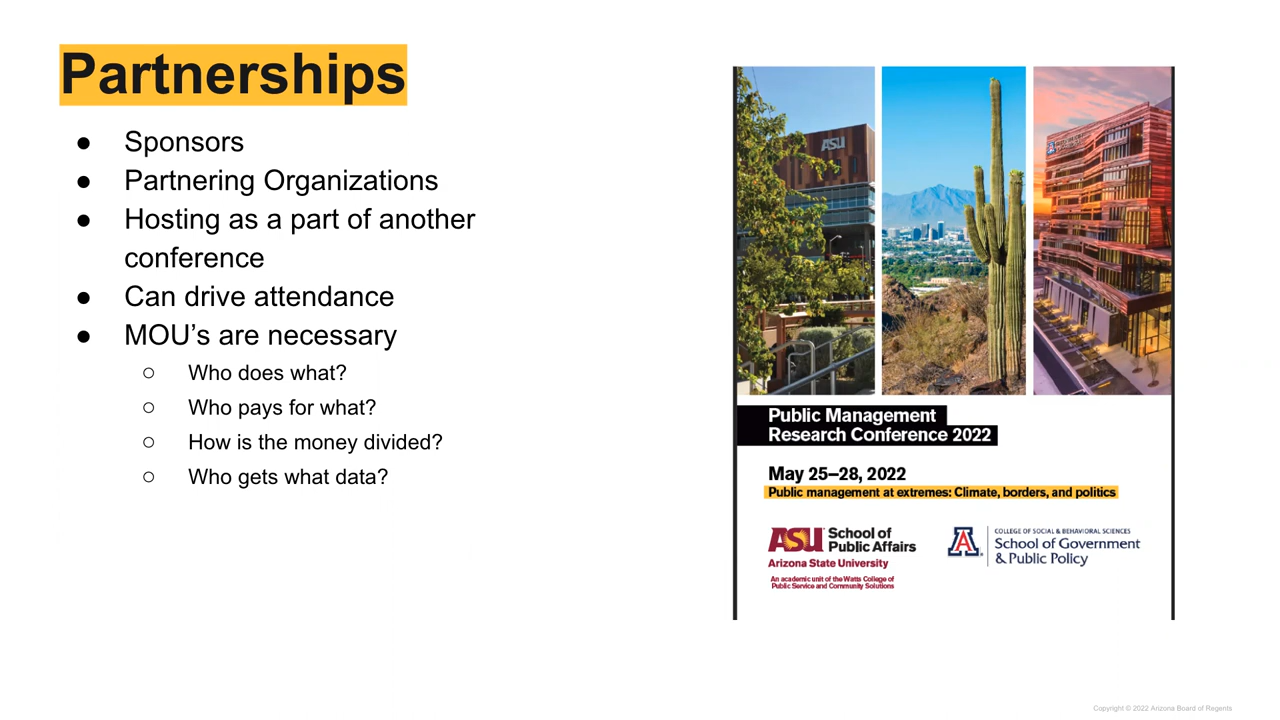 Partnerships
● Sponsors
● Partnering Organizations
● Hosting as a part of another
conference
● Can drive attendance
● MOU’s are necessary
○ Who does what?
○ Who pays for what?
○ How is the money divided?
○ Who gets what data?
ASU
Public Management
Research Conference 2022
May 25–28, 2022
Public management at extremes: Climate, borders, and politics
ASU School of
Public Affairs
Arizona State University
An academic unit of the Watts College of
Public Service and Community Solutions
A
COLLEGE OF SOCIAL & BEHAVIORAL SCIENCES
School of Government
& Public Policy
Copyright © 2022 Arizona Board of Regents